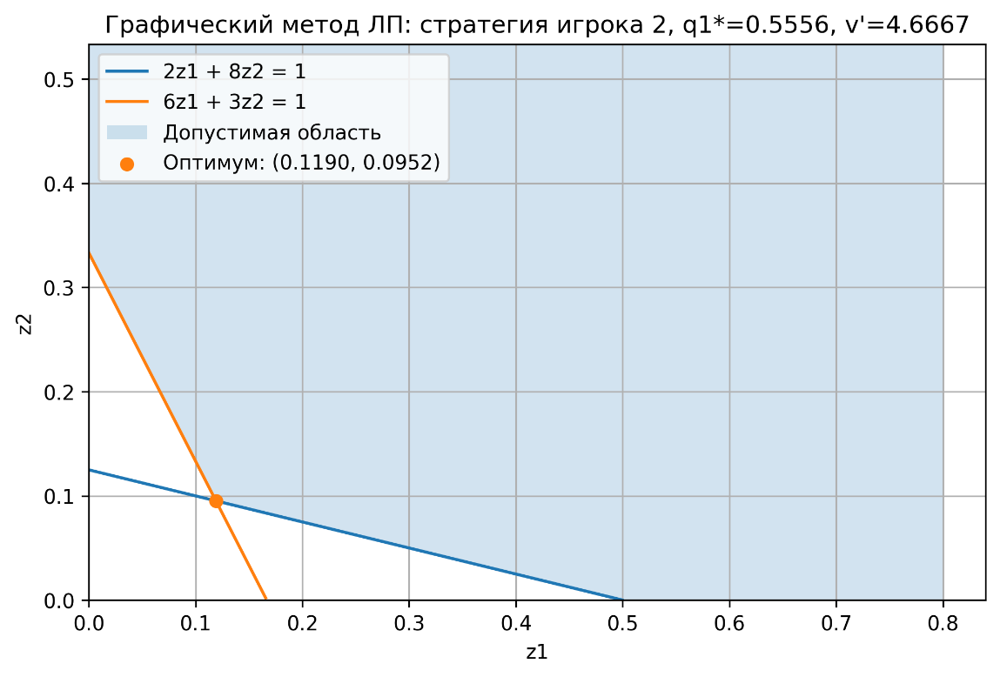 Графический метод ЛП: стратегия игрока 2, q1*=0.5556, v'=4.6667
2z1 + 8z2 = 1
6z1 + 3z2 = 1
Допустимая область
Оптимум: (0.1190, 0.0952)
0.5
0.4
0.3
0.2
0.1
0.0
z2
0.0 0.1 0.2 0.3 0.4 0.5 0.6 0.7 0.8
z1